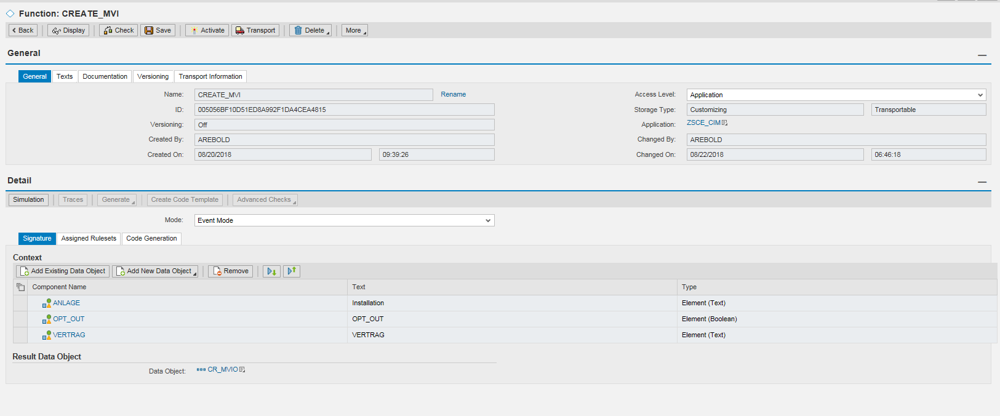 Function: CREATE_MVI
Back Display Check Save Activate Transport Delete More
General
General Texts Documentation Versioning Transport Information
Name: CREATE_MVI Rename Access Level: Application
ID: 005056BF10D51ED8A992F1DA4CEA4815 Storage Type: Customizing Transportable
Versioning: Off Application: ZSCE_CIM
Created By: AREBOLD Changed By: AREBOLD
Created On: 08/20/2018 09:39:26 Changed On: 08/22/2018 06:46:18
Detail
Simulation Traces Generate Create Code Template Advanced Checks
Mode: Event Mode
Signature Assigned Rulesets Code Generation
Context
Add Existing Data Object Add New Data Object Remove
Component Name Text Type
ANLAGE Installation Element (Text)
OPT_OUT OPT_OUT Element (Boolean)
VERTRAG VERTRAG Element (Text)
Result Data Object
Data Object: CR_MVIO